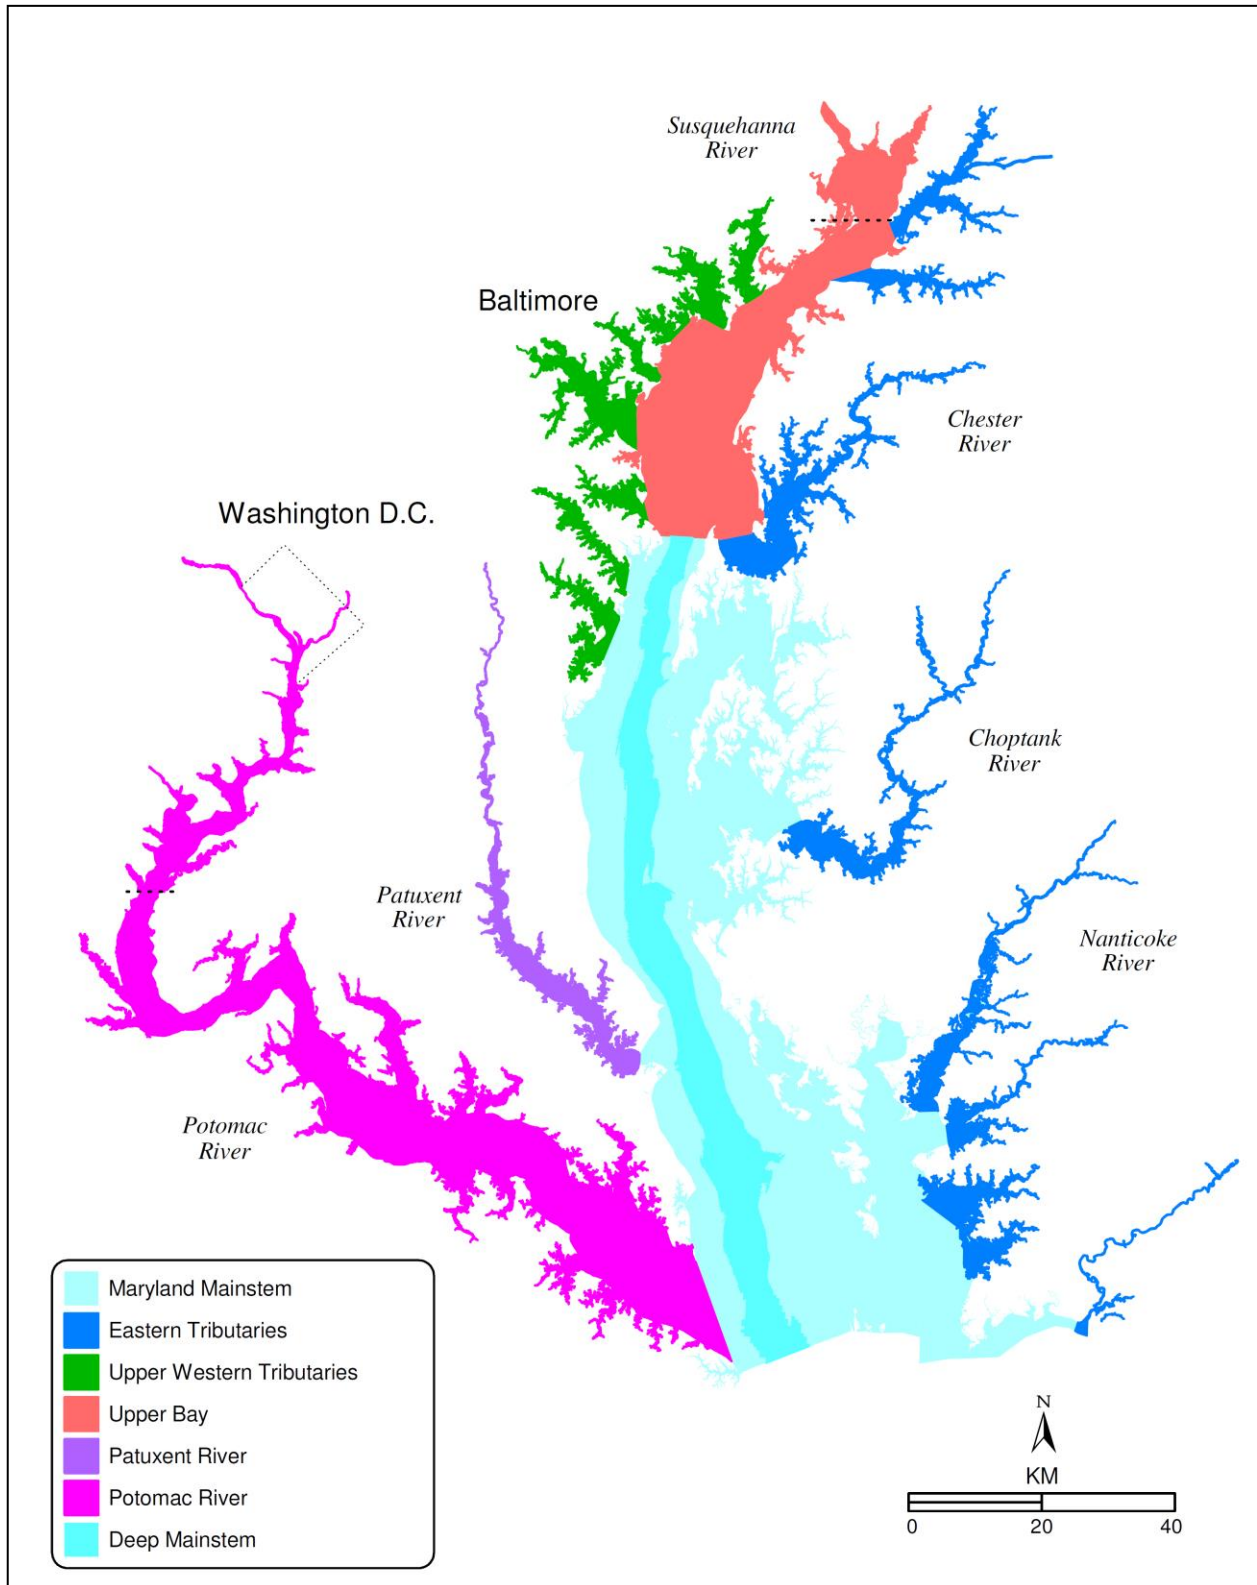 Susquehanna
River
Baltimore
Chester
River
Washington D.C.
Choptank
River
Patuxent
River
Nanticoke
River
Potomac
River
Maryland Mainstem
Eastern Tributaries
Upper Western Tributaries
Upper Bay
Patuxent River
Potomac River
Deep Mainstem
N
KM
0 20 40